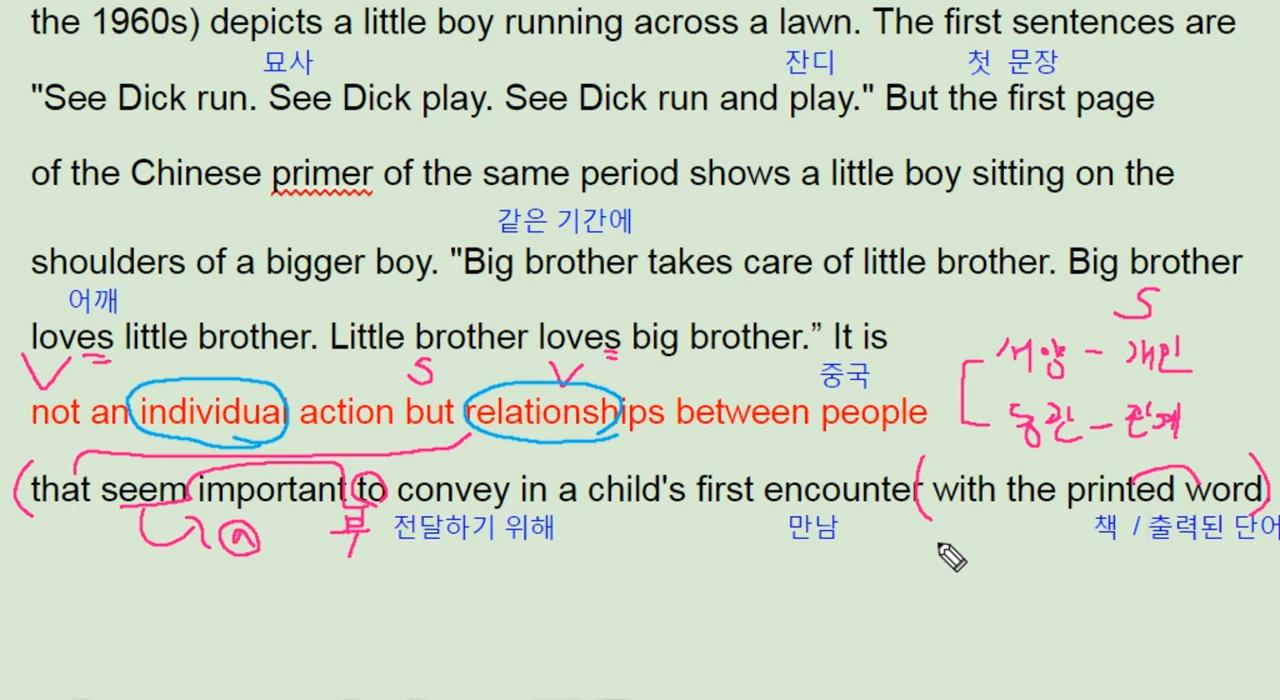 the 1960s) depicts a little boy running across a lawn. The first sentences are
묘사 잔디 첫 문장
"See Dick run. See Dick play. See Dick run and play." But the first page
of the Chinese primer of the same period shows a little boy sitting on the
같은 기간에
shoulders of a bigger boy. "Big brother takes care of little brother. Big brother
어깨 S
loves little brother. Little brother loves big brother.” It is
서양 - 개인
V S V 중국
not an individual action but relationships between people
동 - 관계
(that seem important to convey in a child's first encounter (with the printed word)
부 전달하기 위해 만남 책 / 출력된 단어